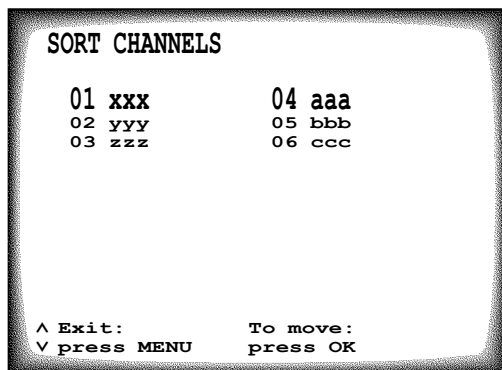 SORT CHANNELS
01 xxx 04 aaa
02 yyy 05 bbb
03 zzz 06 ccc
∧ Exit: To move:
∨ press MENU press OK